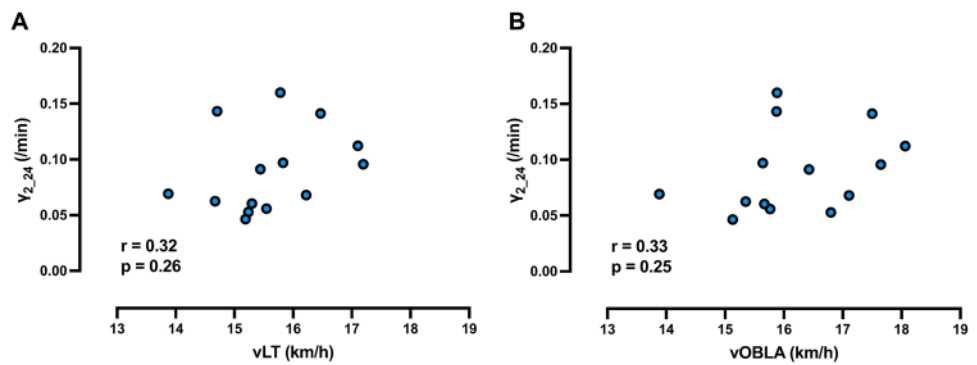 A
0.20
0.15
0.10
0.05
0.00
γ2_24 (/min)
r = 0.32
p = 0.26
13 14 15 16 17 18 19
vLT (km/h)
B
0.20
0.15
0.10
0.05
0.00
γ2_24 (/min)
r = 0.33
p = 0.25
13 14 15 16 17 18 19
vOBLA (km/h)